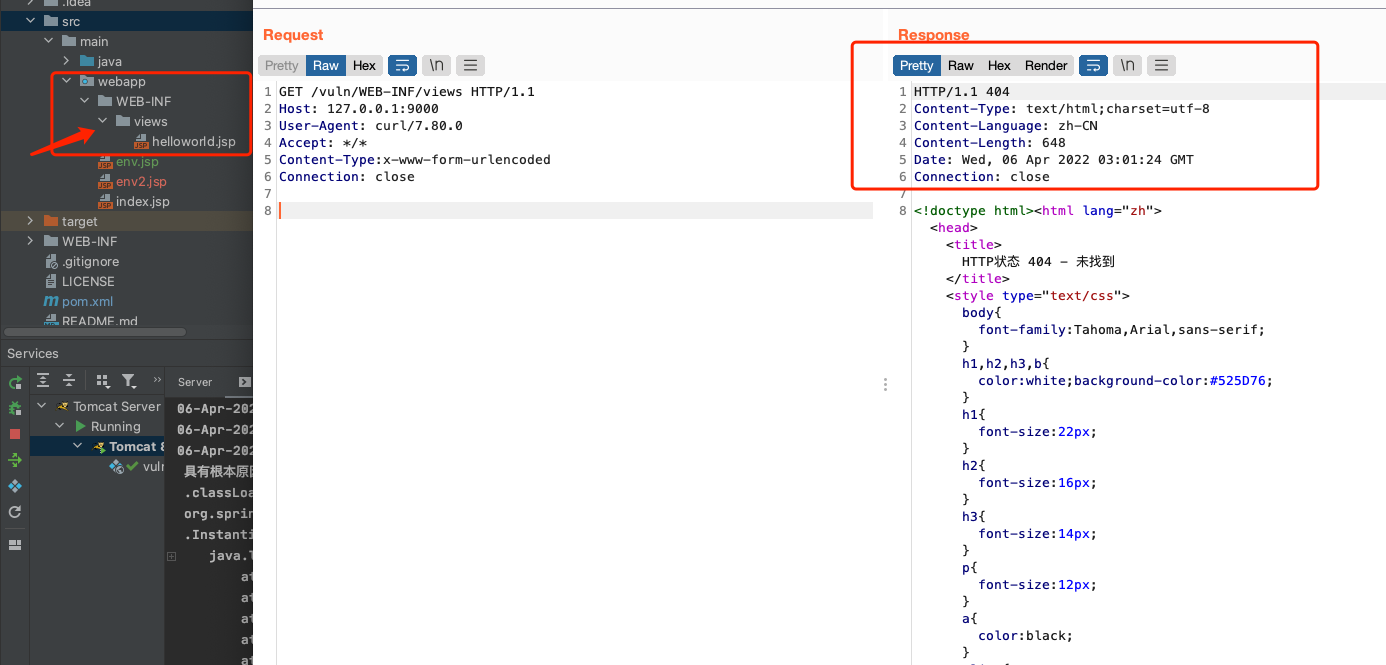 .idea
src
main
java
webapp
WEB-INF
views
helloworld.jsp
env.jsp
env2.jsp
index.jsp
target
WEB-INF
.gitignore
LICENSE
pom.xml
README.md
Services
Server
Tomcat Server
Running
Tomcat 8
vuln
06-Apr-202
06-Apr-202
06-Apr-202
具有根本原因
.classLoa
org.sprin
.Instanti
java.l
at
at
at
at
at
Request
Pretty Raw Hex \n
1 GET /vuln/WEB-INF/views HTTP/1.1
2 Host: 127.0.0.1:9000
3 User-Agent: curl/7.80.0
4 Accept: */*
5 Content-Type:x-www-form-urlencoded
6 Connection: close
7
8
Response
Pretty Raw Hex Render \n
1 HTTP/1.1 404
2 Content-Type: text/html;charset=utf-8
3 Content-Language: zh-CN
4 Content-Length: 648
5 Date: Wed, 06 Apr 2022 03:01:24 GMT
6 Connection: close
7
8 <!doctype html><html lang="zh">
<head>
<title>
HTTP状态 404 - 未找到
</title>
<style type="text/css">
body{
font-family:Tahoma,Arial,sans-serif;
}
h1,h2,h3,b{
color:white;background-color:#525D76;
}
h1{
font-size:22px;
}
h2{
font-size:16px;
}
h3{
font-size:14px;
}
p{
font-size:12px;
}
a{
color:black;
}